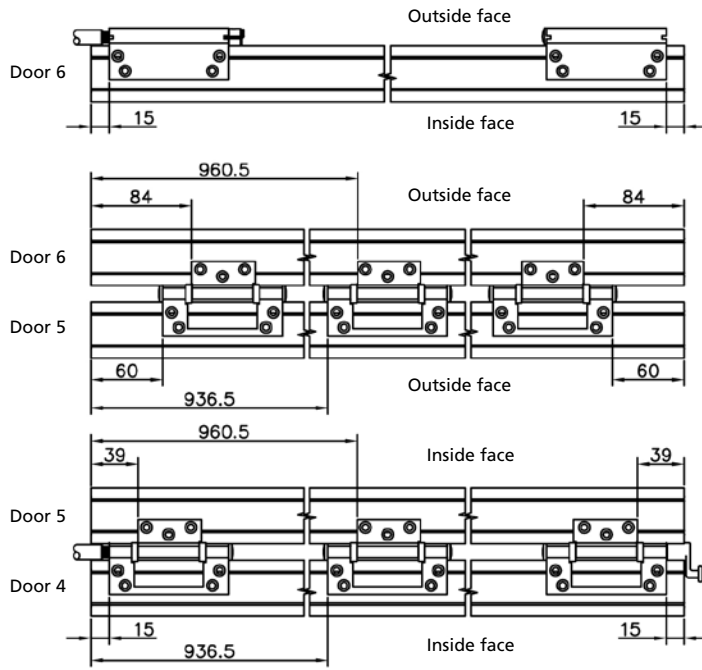 Outside face
Door 6
15
Inside face
15
960.5
84
Outside face
84
Door 6
Door 5
60
Outside face
60
936.5
960.5
39
Inside face
39
Door 5
Door 4
15
Inside face
15
936.5